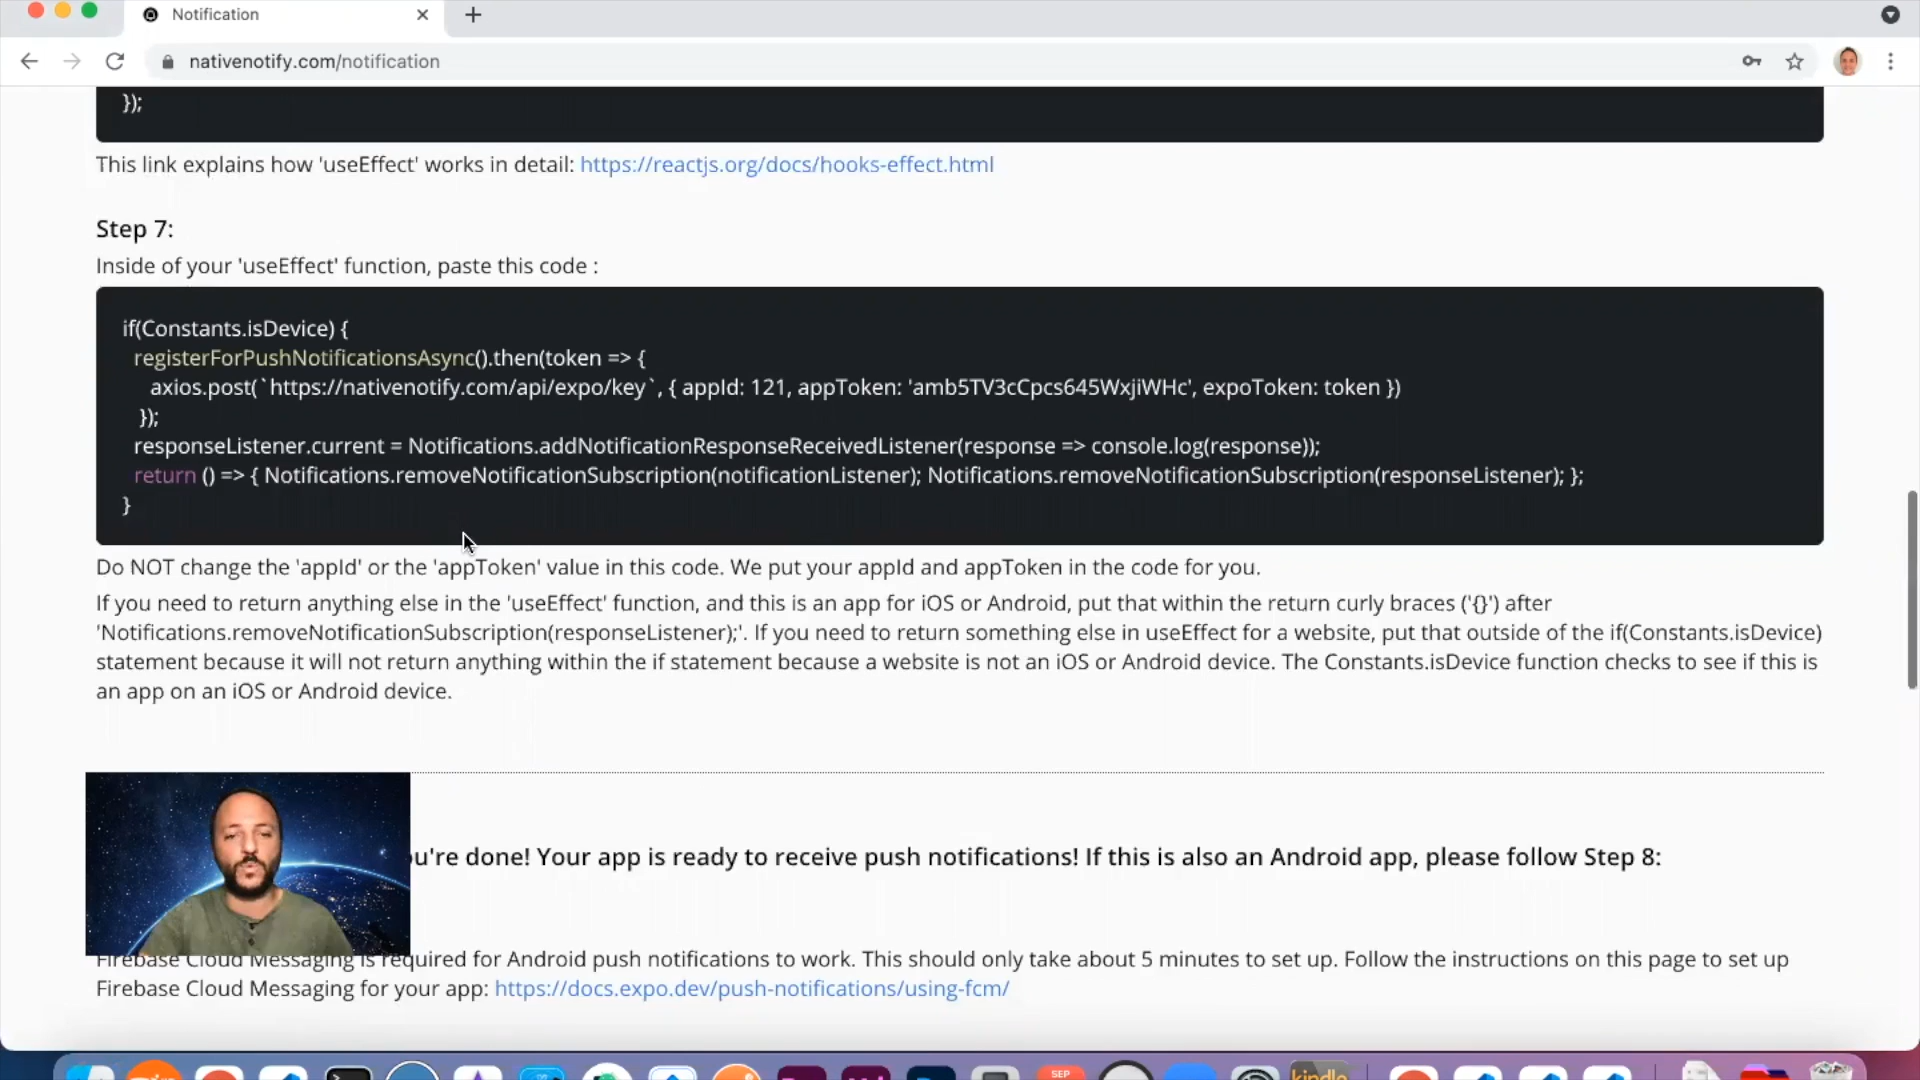 Notification
nativenotify.com/notification
});
This link explains how 'useEffect' works in detail: https://reactjs.org/docs/hooks-effect.html
Step 7:
Inside of your 'useEffect' function, paste this code :
if(Constants.isDevice) {
registerForPushNotificationsAsync().then(token => {
axios.post(`https://nativenotify.com/api/expo/key`, { appId: 121, appToken: 'amb5TV3cCpcs645WxjiWHc', expoToken: token })
});
responseListener.current = Notifications.addNotificationResponseReceivedListener(response => console.log(response));
return () => { Notifications.removeNotificationSubscription(notificationListener); Notifications.removeNotificationSubscription(responseListener); };
}
Do NOT change the 'appId' or the 'appToken' value in this code. We put your appId and appToken in the code for you.
If you need to return anything else in the 'useEffect' function, and this is an app for iOS or Android, put that within the return curly braces ('{}') after
'Notifications.removeNotificationSubscription(responseListener);'. If you need to return something else in useEffect for a website, put that outside of the if(Constants.isDevice)
statement because it will not return anything within the if statement because a website is not an iOS or Android device. The Constants.isDevice function checks to see if this is
an app on an iOS or Android device.
ou're done! Your app is ready to receive push notifications! If this is also an Android app, please follow Step 8:
Firebase Cloud Messaging is required for Android push notifications to work. This should only take about 5 minutes to set up. Follow the instructions on this page to set up
Firebase Cloud Messaging for your app: https://docs.expo.dev/push-notifications/using-fcm/
SEP
kindle